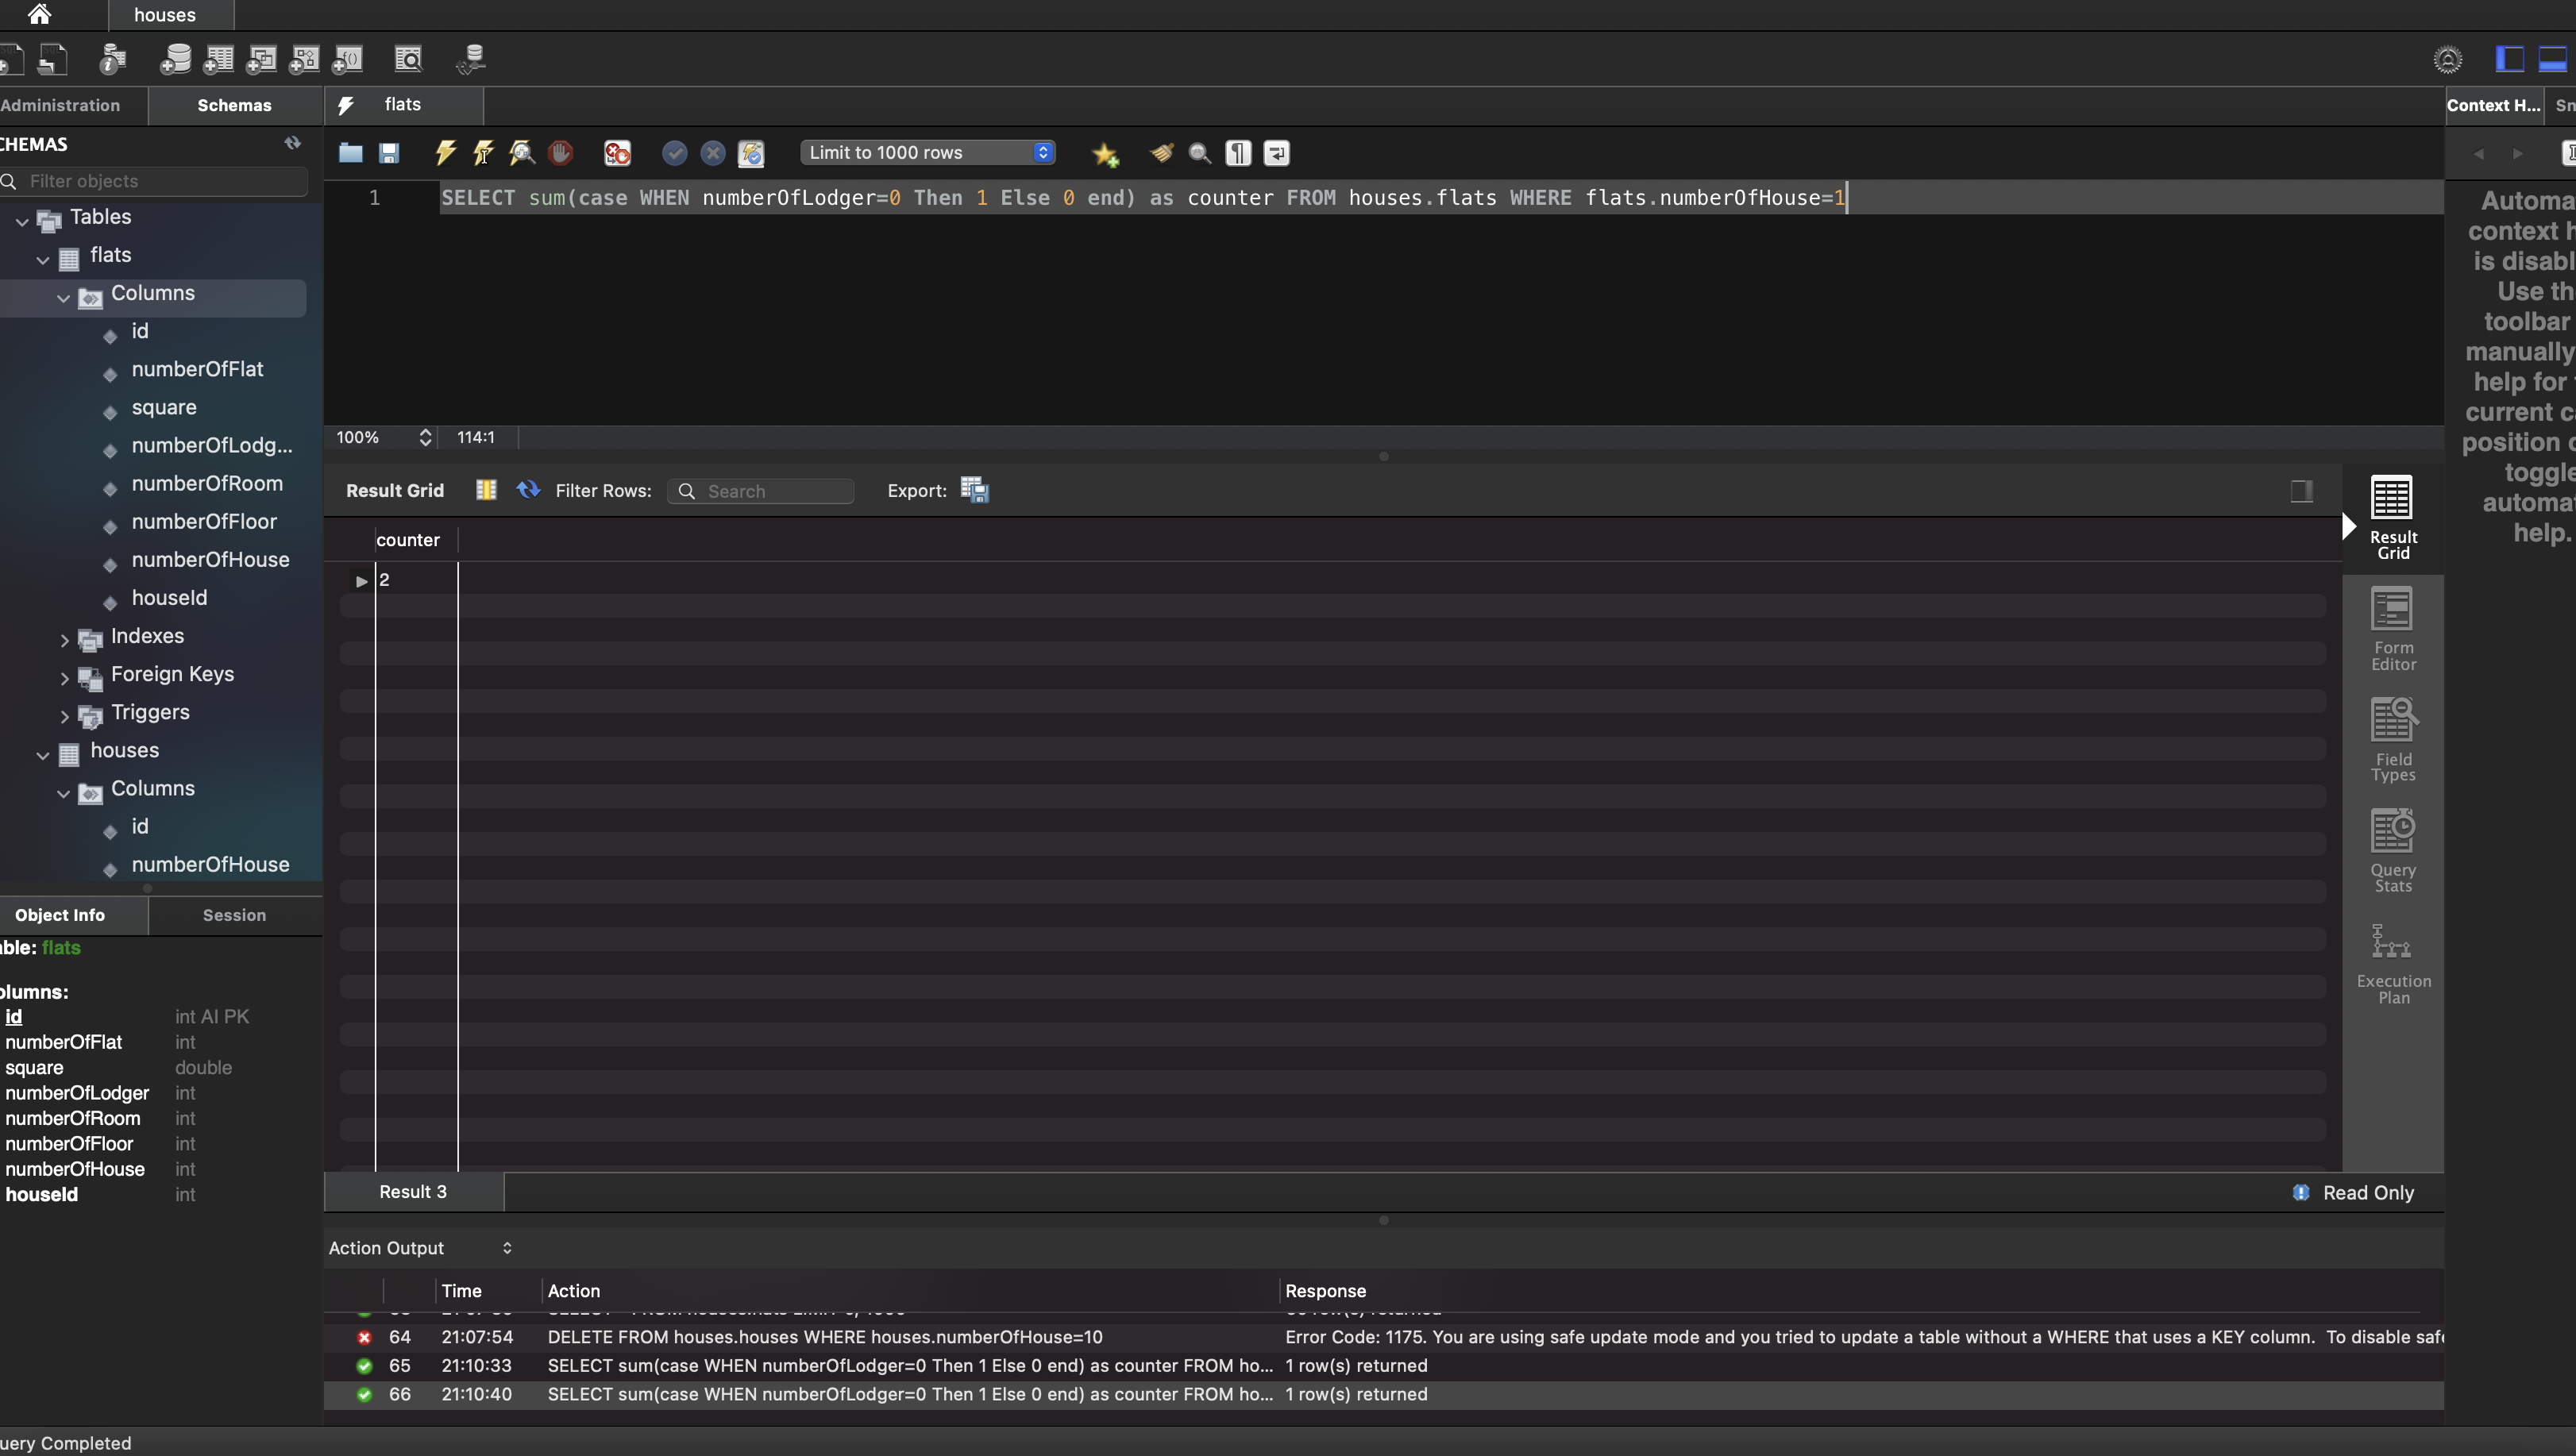 houses
Administration
Schemas
flats
Context H...
CHEMAS
Filter objects
Limit to 1000 rows
1
SELECT sum(case WHEN numberOfLodger=0 Then 1 Else 0 end) as counter FROM houses.flats WHERE flats.numberOfHouse=1
Tables
flats
Columns
id
numberOfFlat
square
numberOfLodg...
numberOfRoom
numberOfFloor
numberOfHouse
houseId
Indexes
Foreign Keys
Triggers
houses
Columns
id
numberOfHouse
100%
114:1
Result Grid
Filter Rows:
Search
Export:
counter
2
Result
Grid
Form
Editor
Field
Types
Query
Stats
Execution
Plan
Automa
context h
is disabl
Use th
toolbar
manually
help for
current c
position o
toggle
automat
help.
Object Info
Session
able: flats
olumns:
id int AI PK
numberOfFlat int
square double
numberOfLodger int
numberOfRoom int
numberOfFloor int
numberOfHouse int
houseId int
Result 3
Read Only
Action Output
Time Action Response
64 21:07:54 DELETE FROM houses.houses WHERE houses.numberOfHouse=10 Error Code: 1175. You are using safe update mode and you tried to update a table without a WHERE that uses a KEY column. To disable safe
65 21:10:33 SELECT sum(case WHEN numberOfLodger=0 Then 1 Else 0 end) as counter FROM ho... 1 row(s) returned
66 21:10:40 SELECT sum(case WHEN numberOfLodger=0 Then 1 Else 0 end) as counter FROM ho... 1 row(s) returned
uery Completed